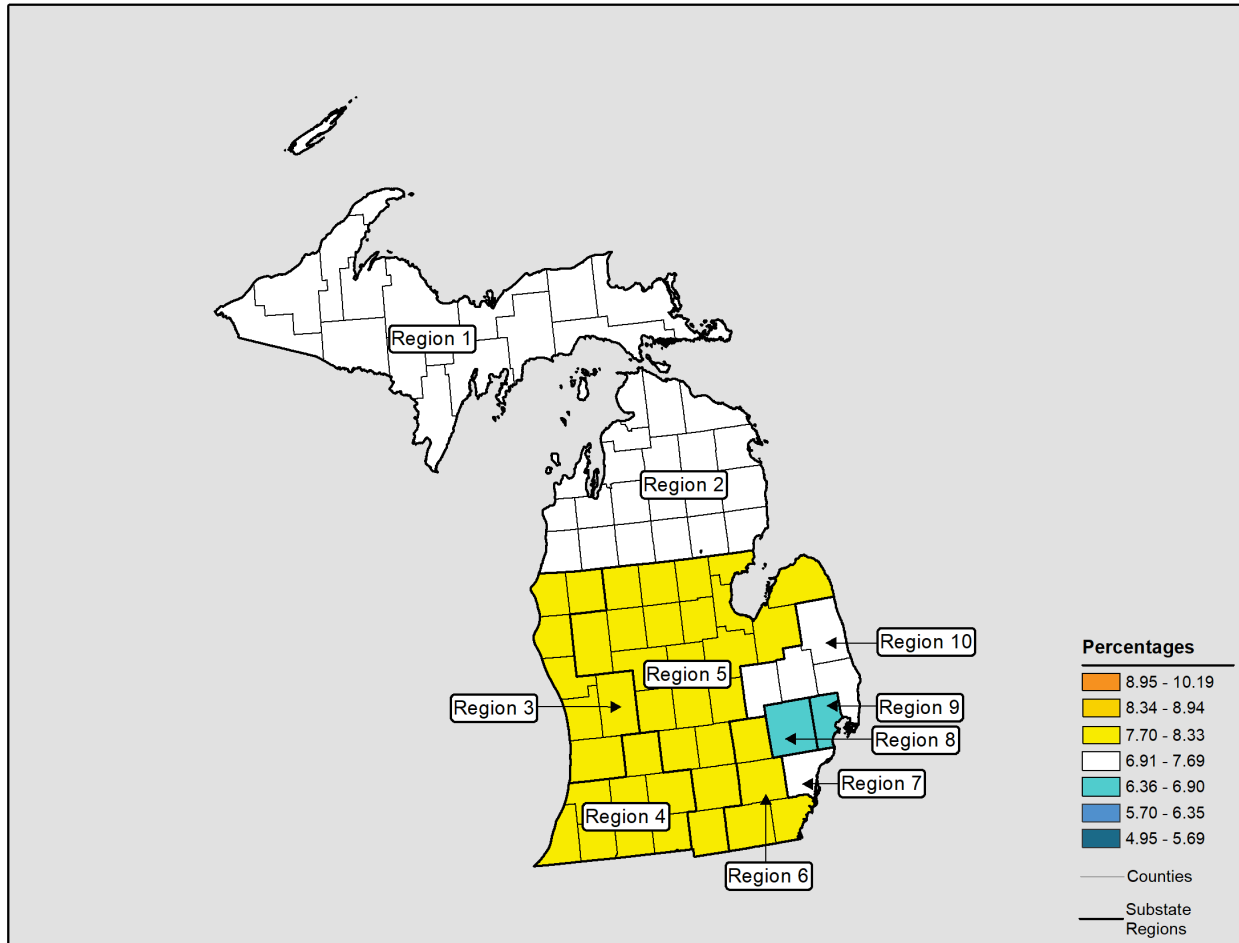 Region 1
Region 2
Region 10
Region 5
Region 3
Region 9
Region 8
Region 7
Region 4
Region 6
Percentages
8.95 - 10.19
8.34 - 8.94
7.70 - 8.33
6.91 - 7.69
6.36 - 6.90
5.70 - 6.35
4.95 - 5.69
Counties
Substate
Regions